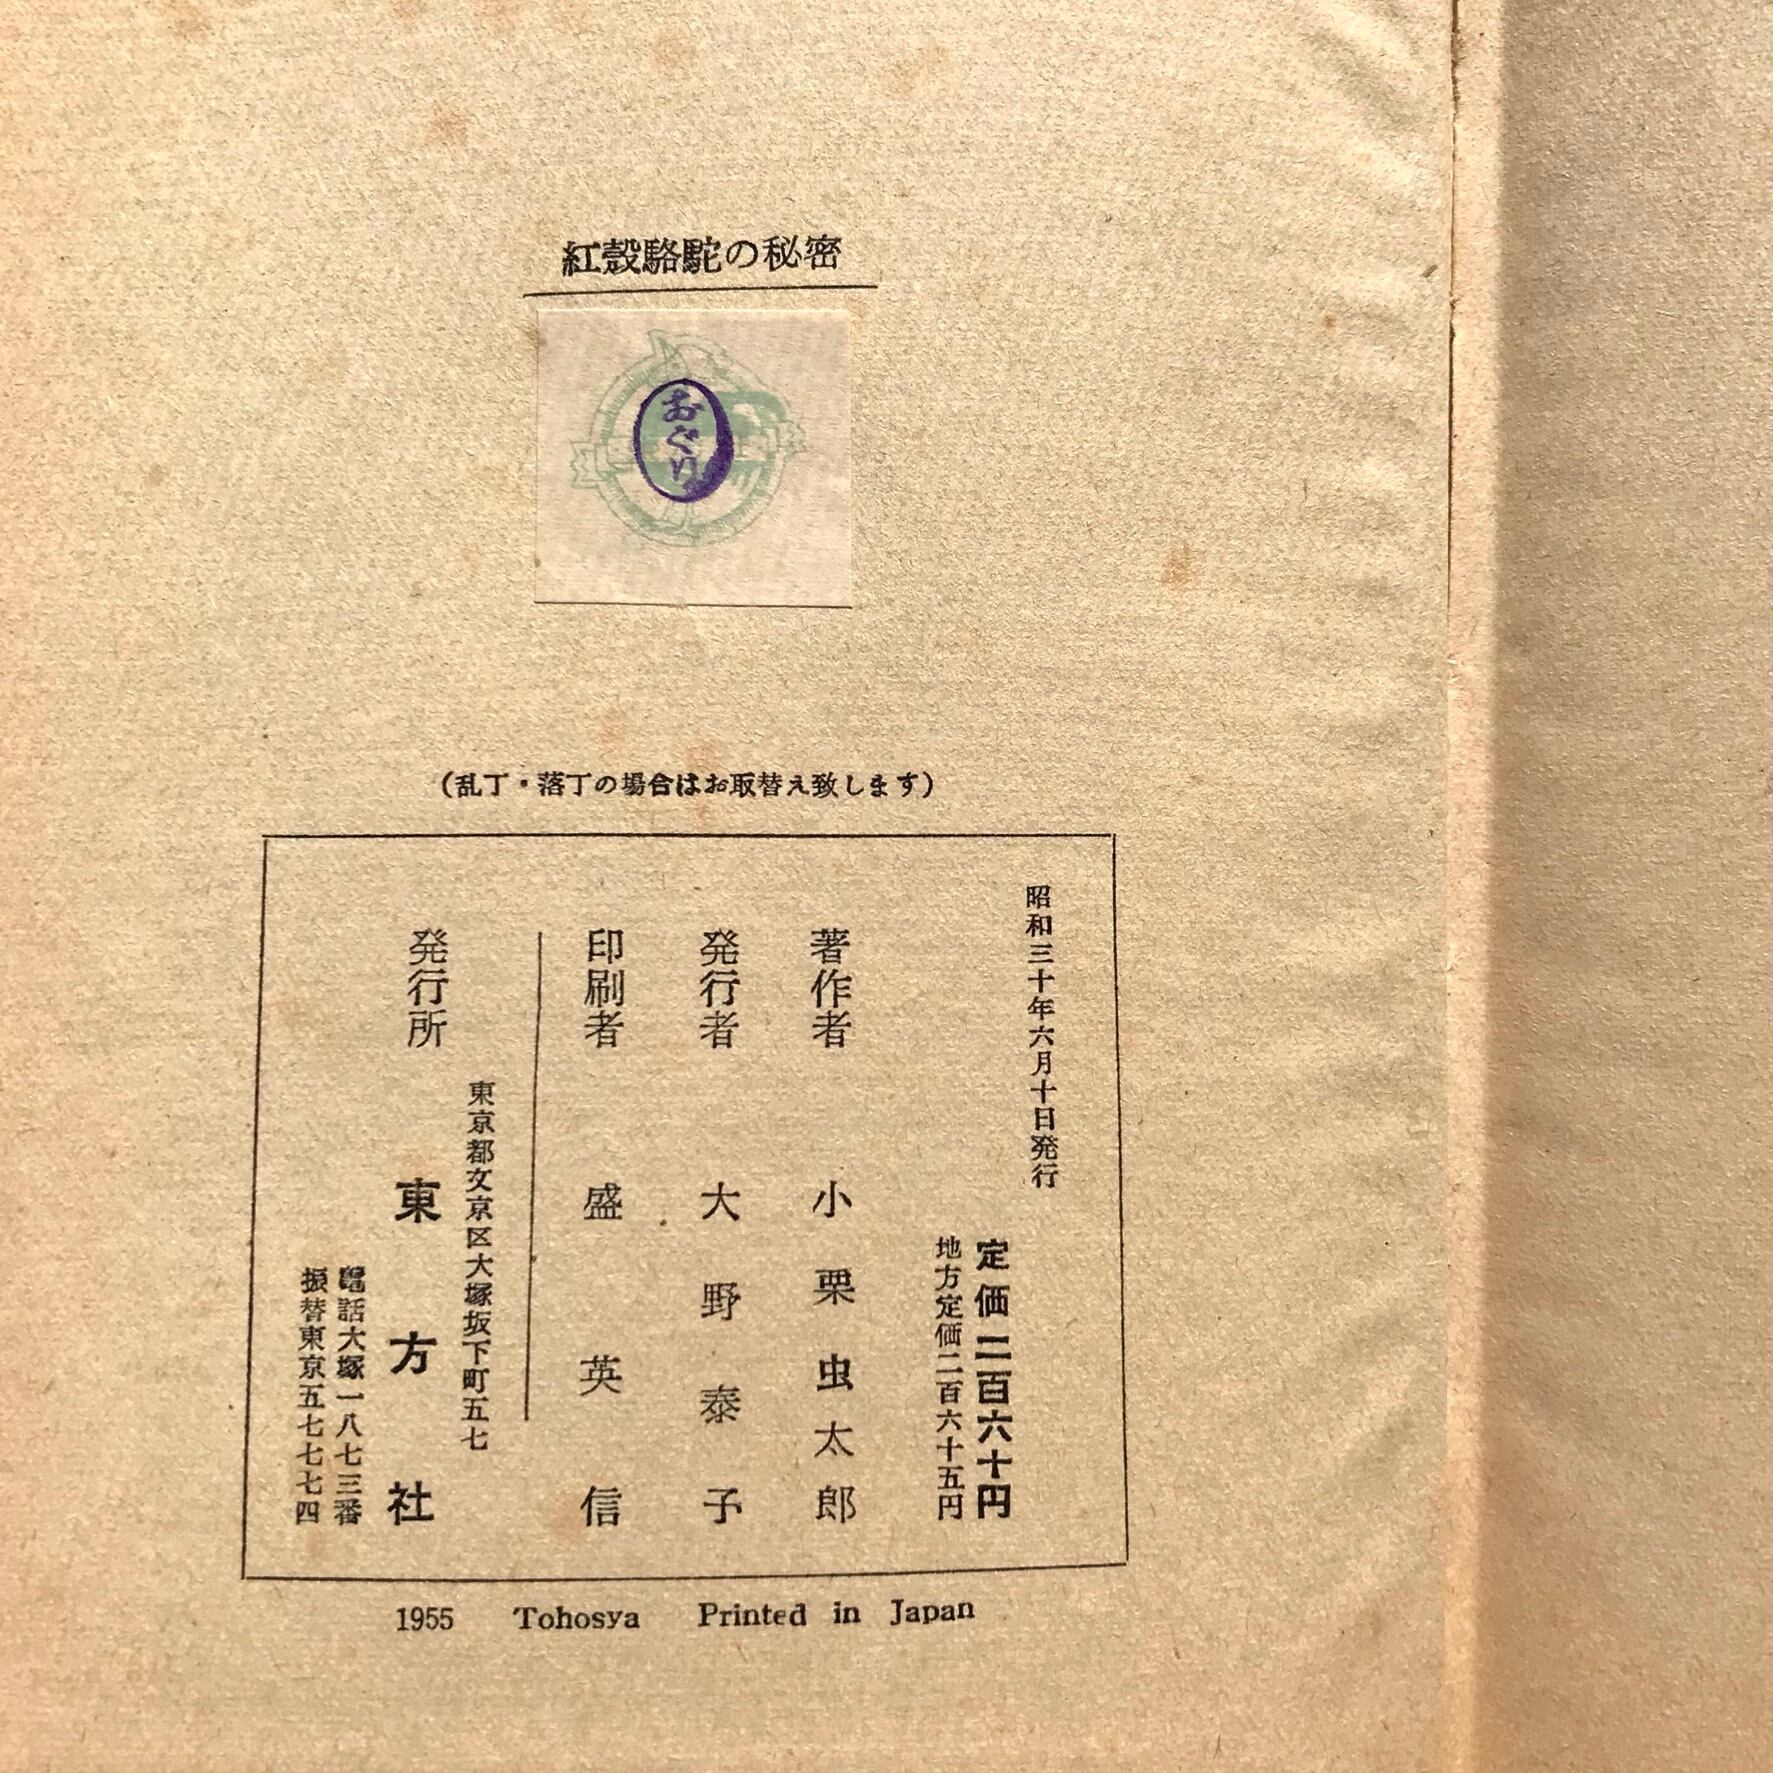 紅殻駱駝の秘密
おぐり
（乱丁・落丁の場合はお取替え致します）
昭和三十年六月十日発行
定価二百六十円
地方定価二百六十五円
著作者　小栗虫太郎
発行者　大野泰子
印刷者　盛英信
東京都文京区大塚坂下町五七
発行所　東方社
電話大塚一八七三番
振替東京五七七七四
1955 Tohosya Printed in Japan